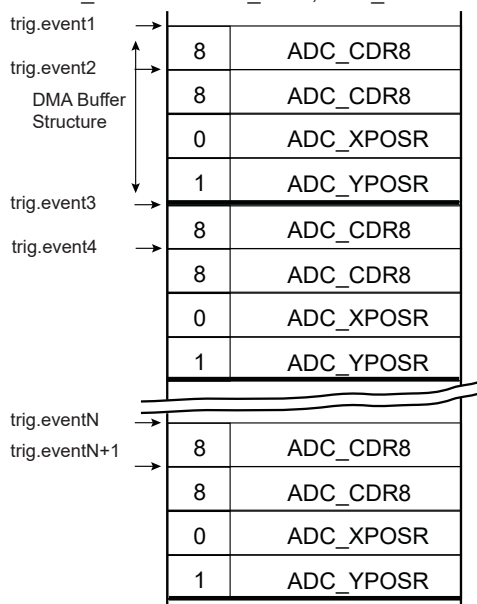 trig.event1
8 ADC_CDR8
trig.event2
8 ADC_CDR8
DMA Buffer
Structure
0 ADC_XPOSR
1 ADC_YPOSR
trig.event3
8 ADC_CDR8
trig.event4
8 ADC_CDR8
0 ADC_XPOSR
1 ADC_YPOSR
trig.eventN
8 ADC_CDR8
trig.eventN+1
8 ADC_CDR8
0 ADC_XPOSR
1 ADC_YPOSR